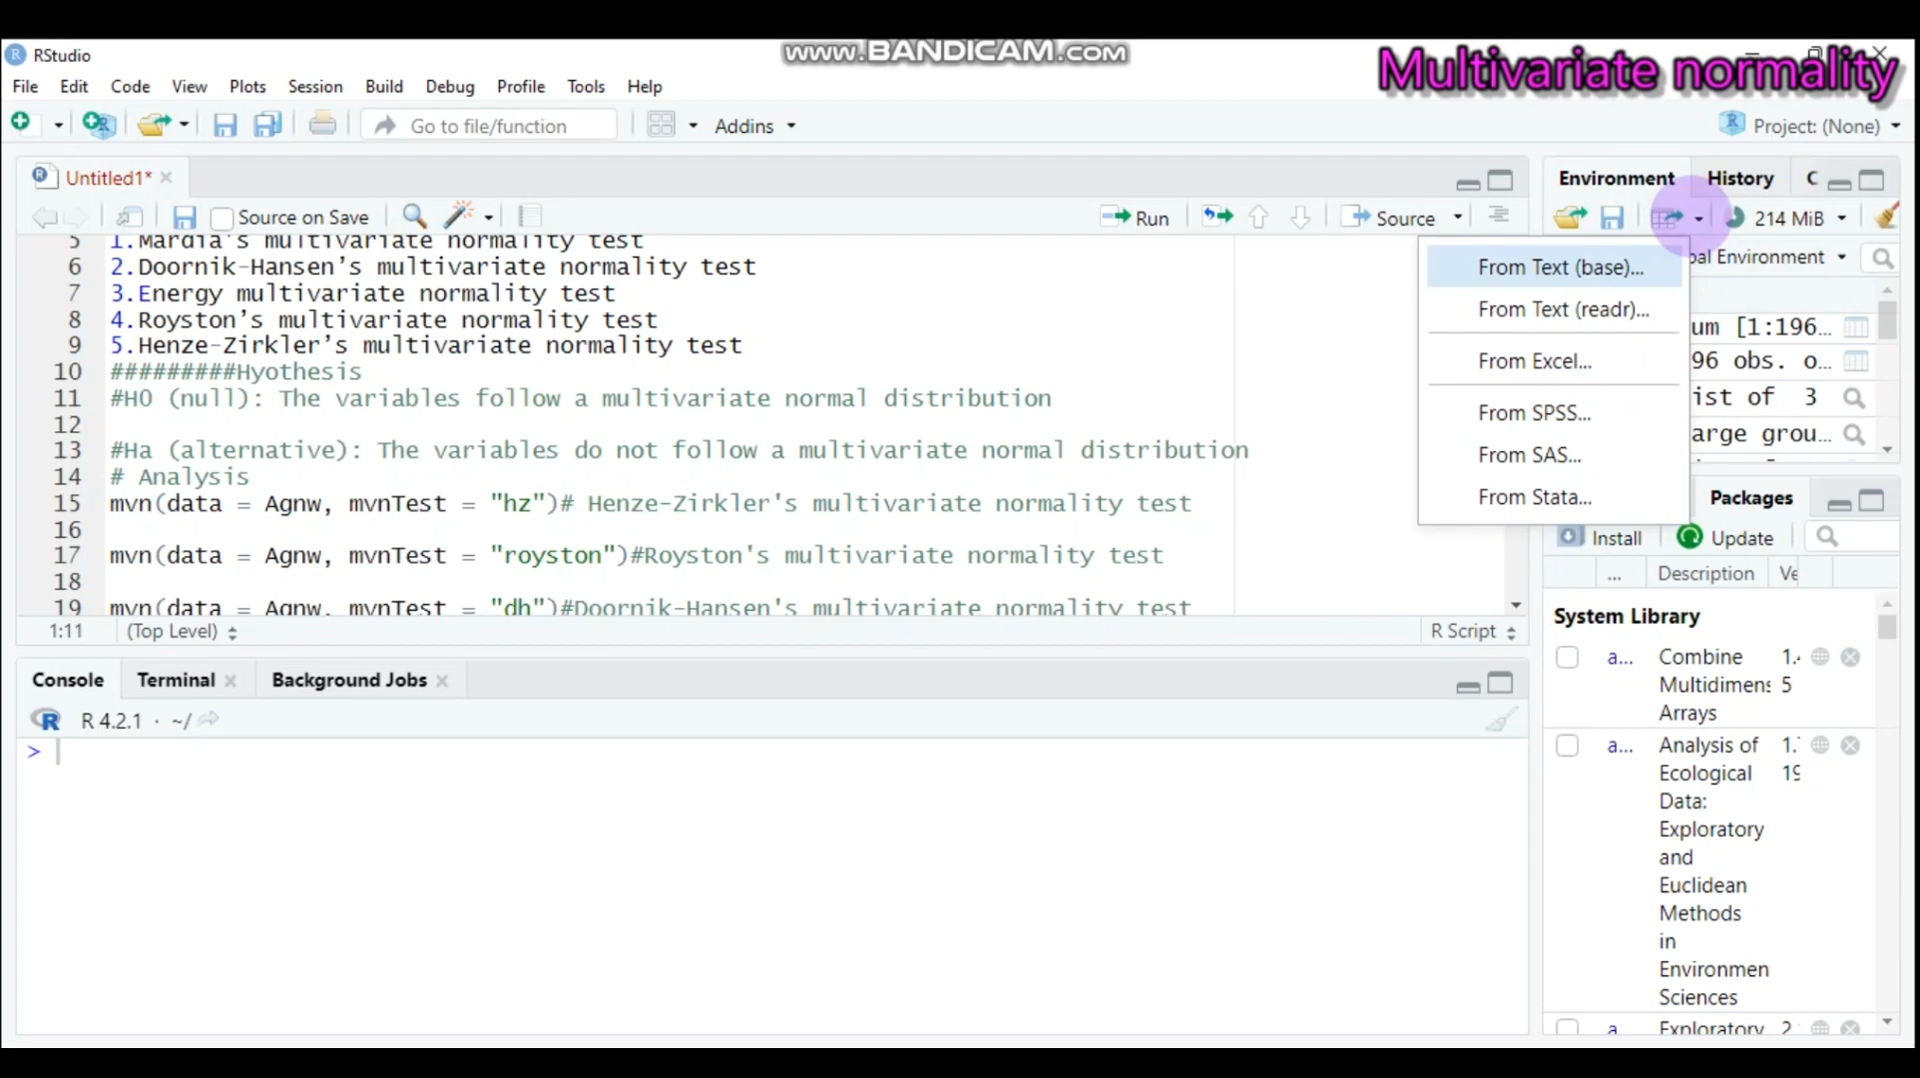 www.BANDICAM.com
Multivariate normality
RStudio
File Edit Code View Plots Session Build Debug Profile Tools Help
Go to file/function Addins Project: (None)
Untitled1* Environment History C
Source on Save Run Source 214 MiB
5 1.Mardia's multivariate normality test
6 2.Doornik-Hansen’s multivariate normality test
7 3.Energy multivariate normality test
8 4.Royston’s multivariate normality test
9 5.Henze-Zirkler’s multivariate normality test
10 #########Hyothesis
11 #H0 (null): The variables follow a multivariate normal distribution
12
13 #Ha (alternative): The variables do not follow a multivariate normal distribution
14 # Analysis
15 mvn(data = Agnw, mvnTest = "hz")# Henze-Zirkler's multivariate normality test
16
17 mvn(data = Agnw, mvnTest = "royston")#Royston's multivariate normality test
18
19 mvn(data = Agnw, mvnTest = "dh")#Doornik-Hansen's multivariate normality test
1:11 (Top Level) R Script
From Text (base)...
From Text (readr)...
From Excel...
From SPSS...
From SAS...
From Stata...
bal Environment
um [1:196...
96 obs. o...
ist of 3
arge grou...
Packages
Install Update
... Description Ve
System Library
a... Combine Multidimens Arrays 1.4 5
a... Analysis of Ecological Data: Exploratory and Euclidean Methods in Environmen Sciences 1.7 19
a Exploratory 2
Console Terminal Background Jobs
R 4.2.1 · ~/
>